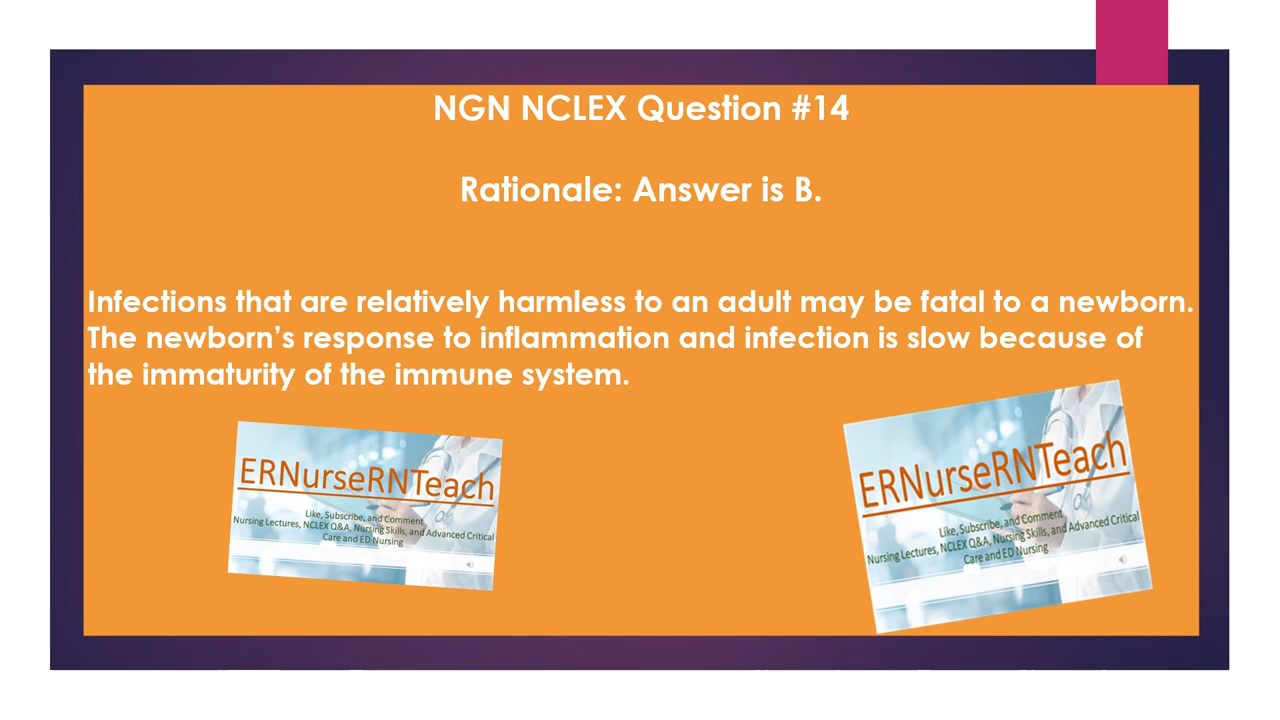 NGN NCLEX Question #14
Rationale: Answer is B.
Infections that are relatively harmless to an adult may be fatal to a newborn.
The newborn’s response to inflammation and infection is slow because of
the immaturity of the immune system.
ERNurseRNTeach
Like, Subscribe, and Comment
Nursing Lectures, NCLEX Q&A, Nursing Skills, and Advanced Critical
Care and ED Nursing
ERNurseRNTeach
Like, Subscribe, and Comment
Nursing Lectures, NCLEX Q&A, Nursing Skills, and Advanced Critical
Care and ED Nursing